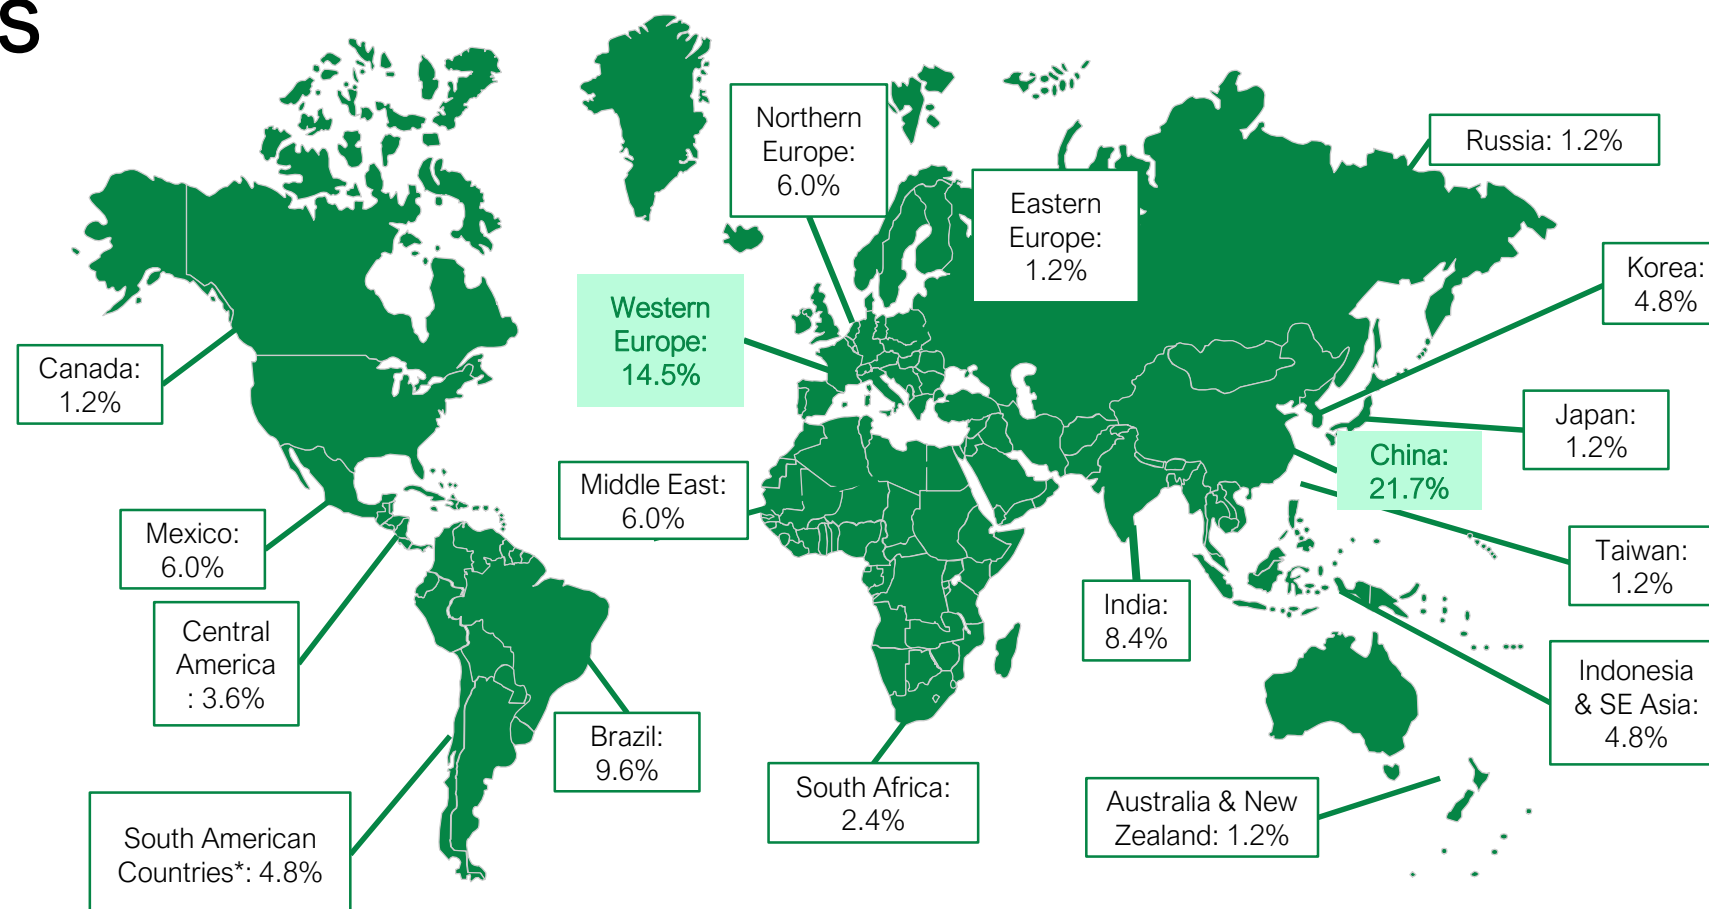 S
Northern
Europe:
6.0%
Russia: 1.2%
Eastern
Europe:
1.2%
Korea:
4.8%
Western
Europe:
14.5%
Canada:
1.2%
Japan:
1.2%
China:
21.7%
Middle East:
6.0%
Mexico:
6.0%
Taiwan:
1.2%
India:
8.4%
Central
America
: 3.6%
Indonesia
& SE Asia:
4.8%
Brazil:
9.6%
South Africa:
2.4%
Australia & New
Zealand: 1.2%
South American
Countries*: 4.8%